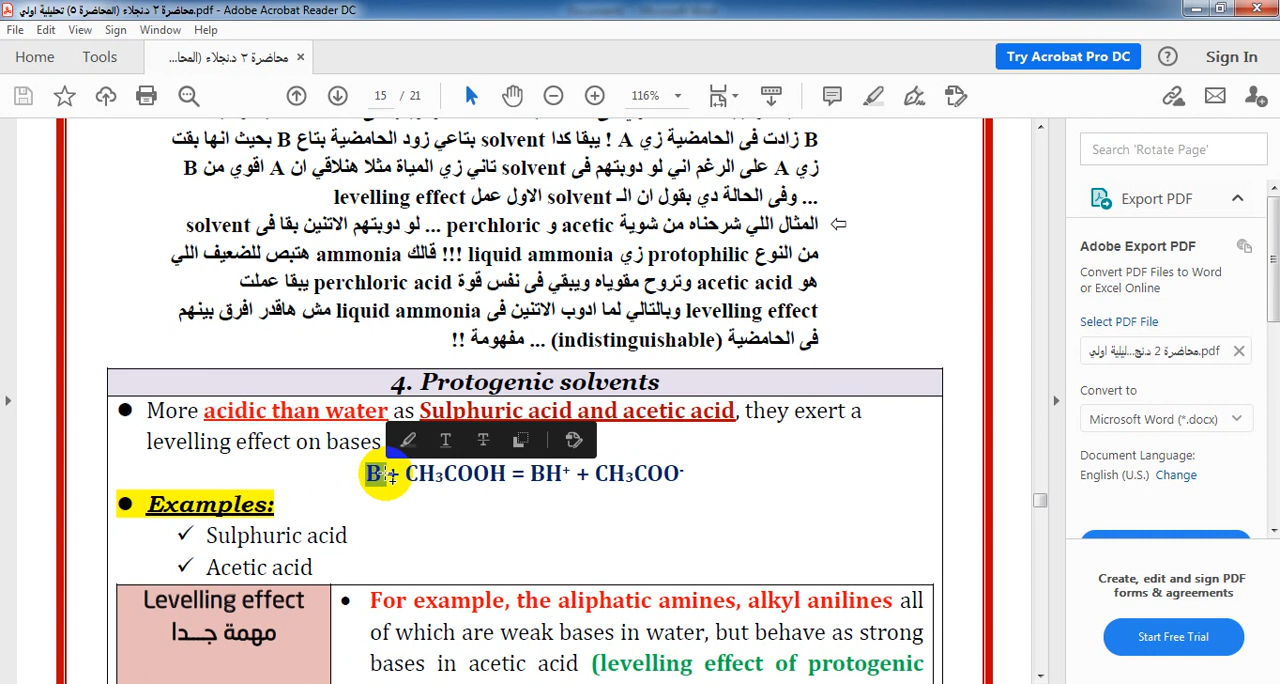 محاضرة ٣ د.نجلاء (المحاضرة ٥) تحليلية اولي.pdf - Adobe Acrobat Reader DC
File Edit View Sign Window Help
Home Tools محاضرة ٣ د.نجلاء (المحا... × Try Acrobat Pro DC Sign In
15 / 21 116%
B زادت فى الحامضية زي A ! يبقا كدا solvent بتاعي زود الحامضية بتاع B بحيث انها بقت
زي A على الرغم اني لو دوبتهم فى solvent تاني زي المياة مثلا هنلاقي ان A اقوي من B
... وفى الحالة دي بقول ان الـ solvent الاول عمل levelling effect
⇦ المثال اللي شرحناه من شوية acetic و perchloric ... لو دوبتهم الاتنين بقا فى solvent
من النوع protophilic زي liquid ammonia !!! قالك ammonia هتبص للضعيف اللي
هو acetic acid وتروح مقوياه ويبقي فى نفس قوة perchloric acid يبقا عملت
levelling effect وبالتالي لما ادوب الاتنين فى liquid ammonia مش هاقدر افرق بينهم
فى الحامضية (indistinguishable) ... مفهومة !!
4. Protogenic solvents
● More acidic than water as Sulphuric acid and acetic acid, they exert a
levelling effect on bases
B + CH₃COOH = BH⁺ + CH₃COO⁻
● Examples:
✓ Sulphuric acid
✓ Acetic acid
Levelling effect
مهمة جـــدا
● For example, the aliphatic amines, alkyl anilines all
of which are weak bases in water, but behave as strong
bases in acetic acid (levelling effect of protogenic
Search 'Rotate Page'
Export PDF
Adobe Export PDF
Convert PDF Files to Word
or Excel Online
Select PDF File
محاضرة 2 د.نج...ليلية اولي.pdf ×
Convert to
Microsoft Word (*.docx)
Document Language:
English (U.S.) Change
Create, edit and sign PDF
forms & agreements
Start Free Trial